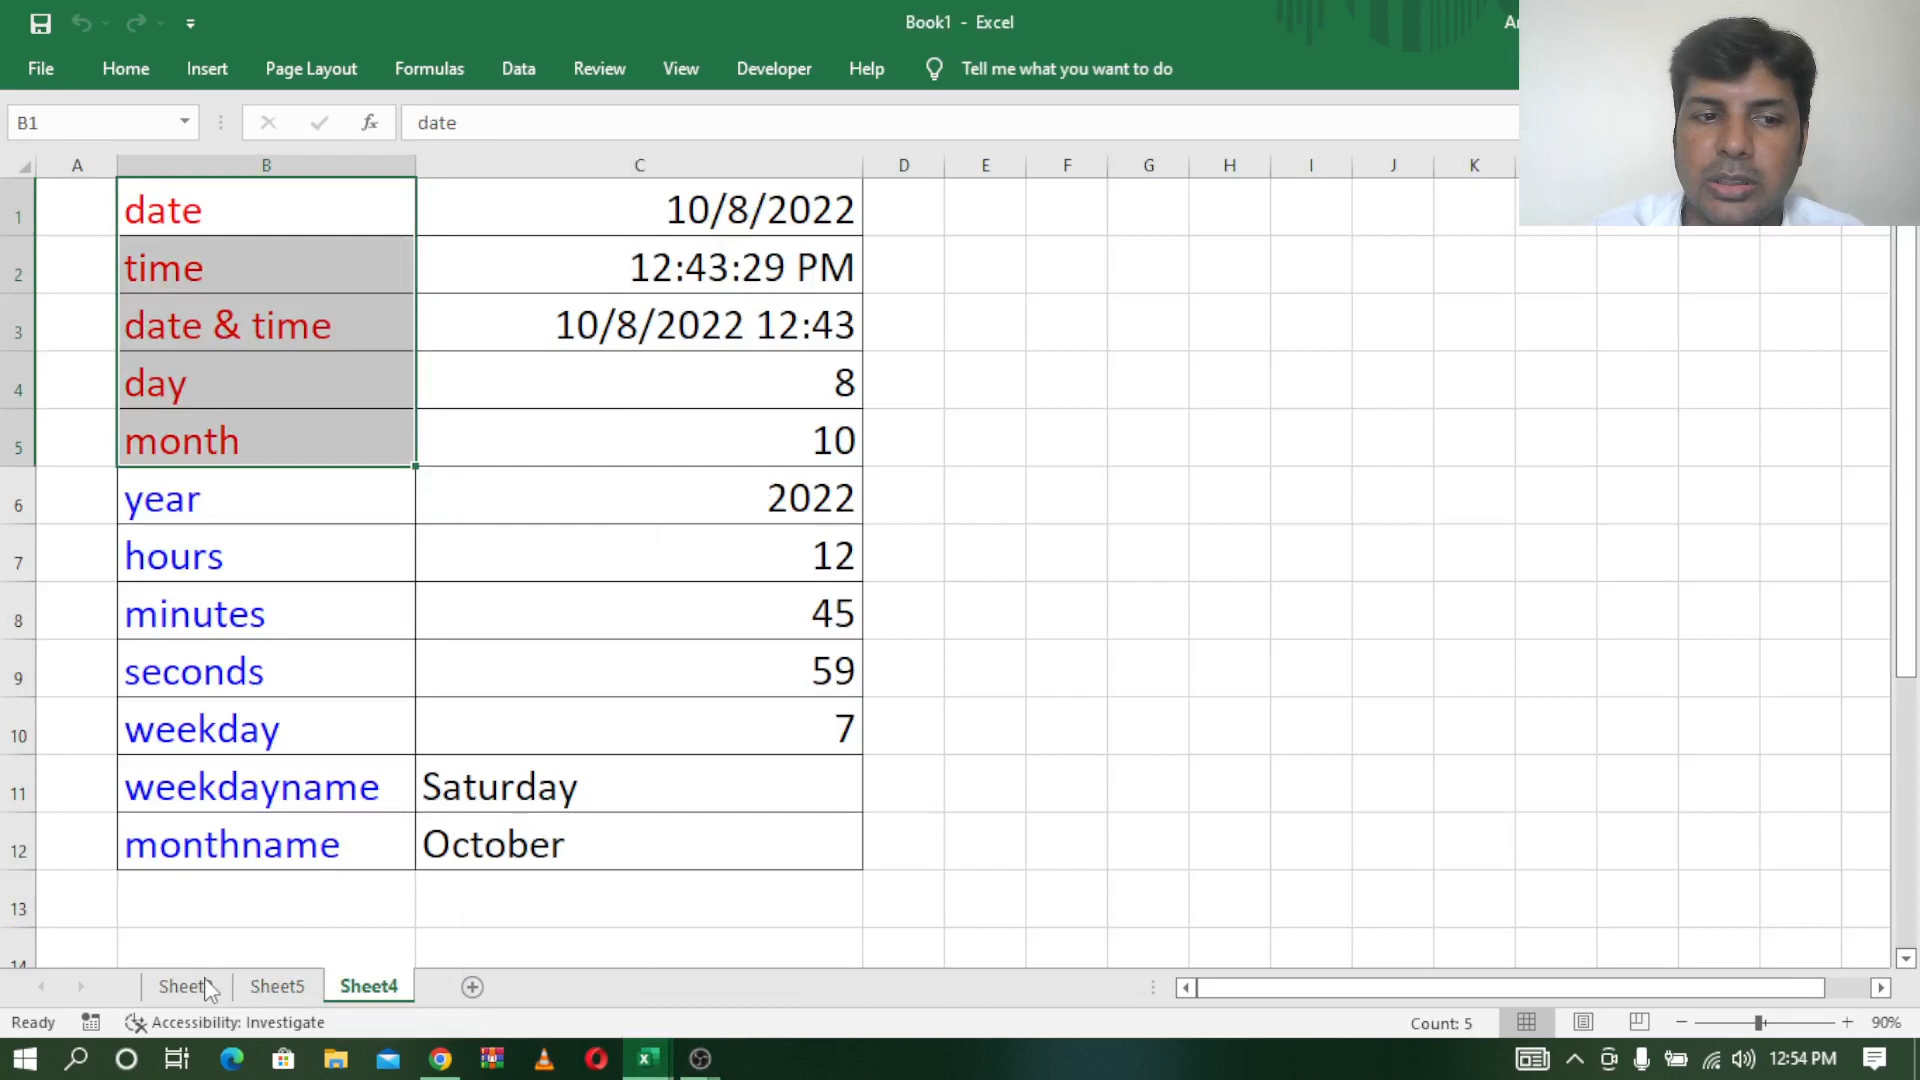 Book1 - Excel
File Home Insert Page Layout Formulas Data Review View Developer Help Tell me what you want to do
B1 fx date
A B C D E F G H I J K
1 date 10/8/2022
2 time 12:43:29 PM
3 date & time 10/8/2022 12:43
4 day 8
5 month 10
6 year 2022
7 hours 12
8 minutes 45
9 seconds 59
10 weekday 7
11 weekdayname Saturday
12 monthname October
13
14
Sheet5 Sheet4
Ready Accessibility: Investigate Count: 5 90%
12:54 PM